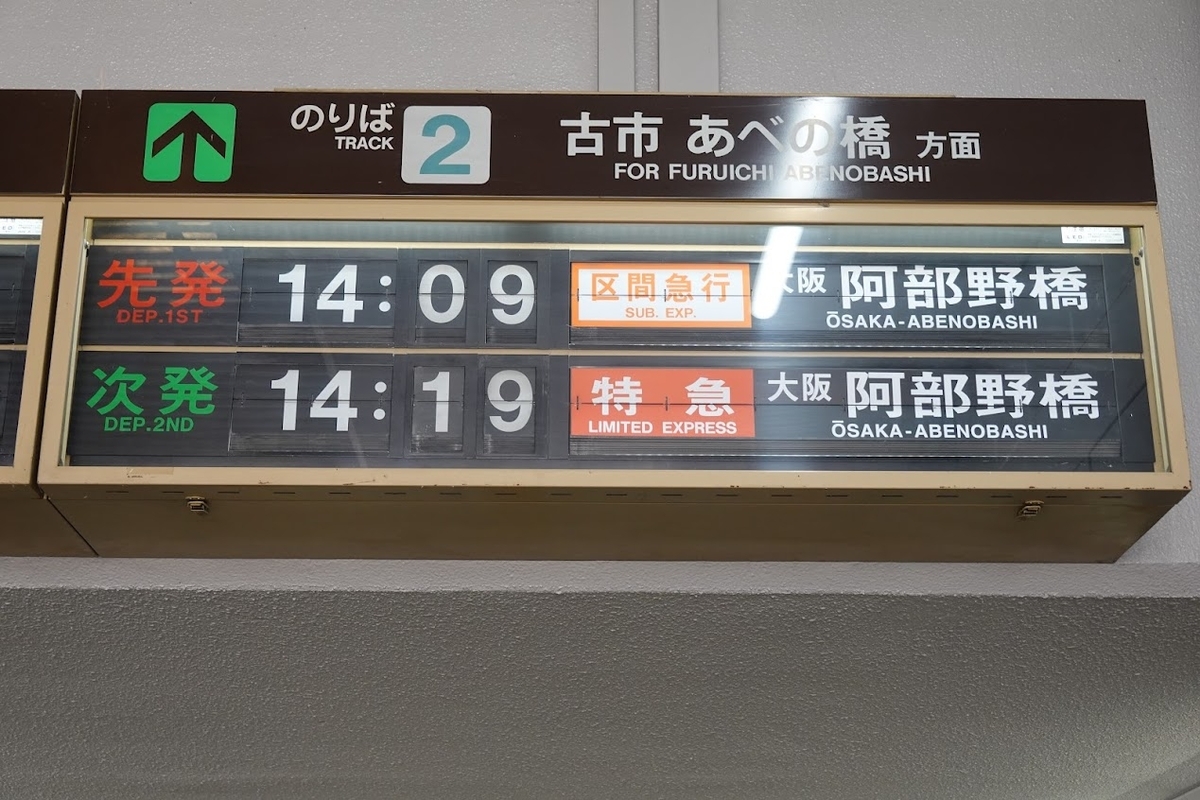 のりば 2 古市 あべの橋 方面
TRACK FOR FURUICHI ABENOBASHI
先発 14:09 区間急行 大阪 阿部野橋
DEP.1ST SUB. EXP. ŌSAKA-ABENOBASHI
次発 14:19 特急 大阪 阿部野橋
DEP.2ND LIMITED EXPRESS ŌSAKA-ABENOBASHI